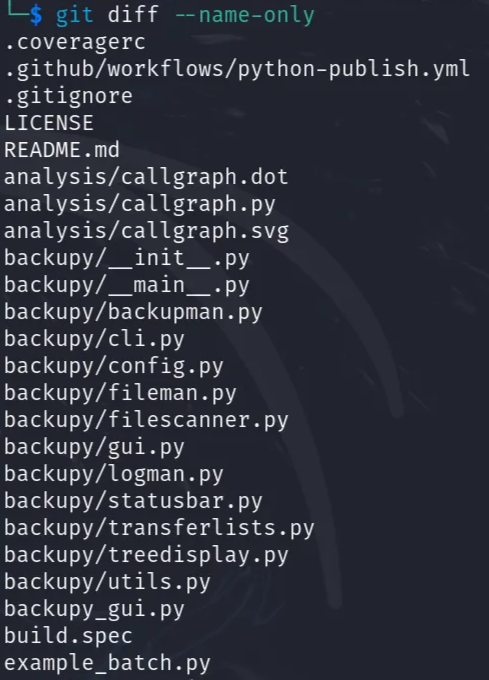 └─$ git diff --name-only
.coveragerc
.github/workflows/python-publish.yml
.gitignore
LICENSE
README.md
analysis/callgraph.dot
analysis/callgraph.py
analysis/callgraph.svg
backupy/__init__.py
backupy/__main__.py
backupy/backupman.py
backupy/cli.py
backupy/config.py
backupy/fileman.py
backupy/filescanner.py
backupy/gui.py
backupy/logman.py
backupy/statusbar.py
backupy/transferlists.py
backupy/treedisplay.py
backupy/utils.py
backupy_gui.py
build.spec
example_batch.py